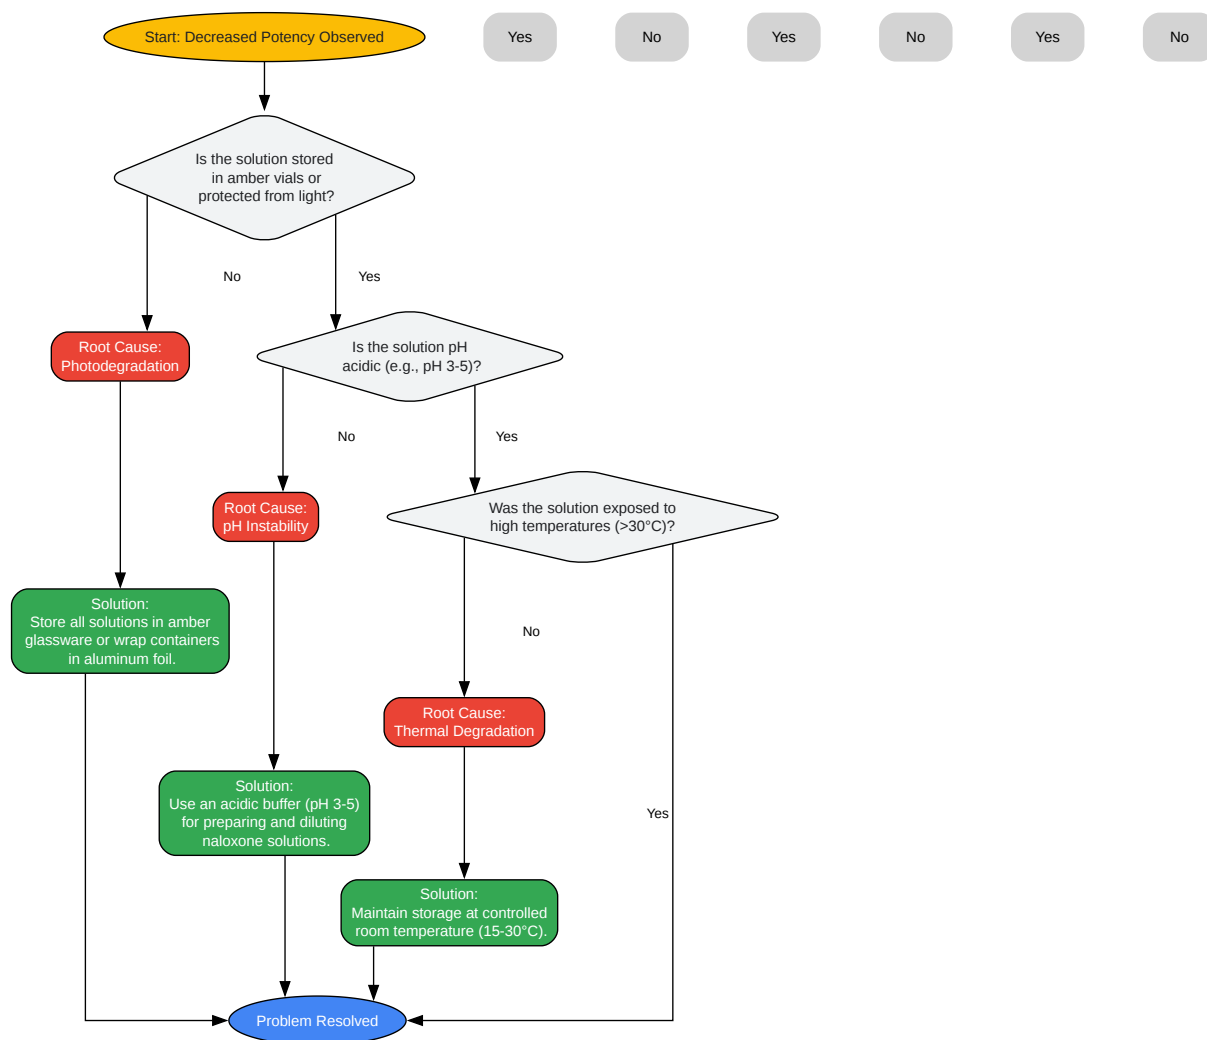 Start: Decreased Potency Observed
Yes
No
Yes
No
Yes
No
Is the solution stored
in amber vials or
protected from light?
No
Yes
Root Cause:
Photodegradation
Is the solution pH
acidic (e.g., pH 3-5)?
No
Yes
Root Cause:
pH Instability
Was the solution exposed to
high temperatures (>30°C)?
Solution:
Store all solutions in amber
glassware or wrap containers
in aluminum foil.
No
Root Cause:
Thermal Degradation
Solution:
Use an acidic buffer (pH 3-5)
for preparing and diluting
naloxone solutions.
Yes
Solution:
Maintain storage at controlled
room temperature (15-30°C).
Problem Resolved